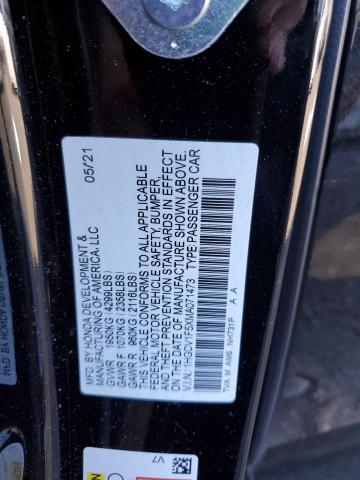 MFD. BY HONDA DEVELOPMENT &
MANUFACTURING OF AMERICA, LLC 05/21
GVWR 1950KG(4299LBS)
GAWR F 1070KG(2358LBS)
GAWR R 960KG(2116LBS)
THIS VEHICLE CONFORMS TO ALL APPLICABLE
FEDERAL MOTOR VEHICLE SAFETY, BUMPER,
AND THEFT PREVENTION STANDARDS IN EFFECT
ON THE DATE OF MANUFACTURE SHOWN ABOVE.
V.I.N.: 1HGCV1F5XMA071473 TYPE:PASSENGER CAR
TVA M AM6 NH731P A A
V7